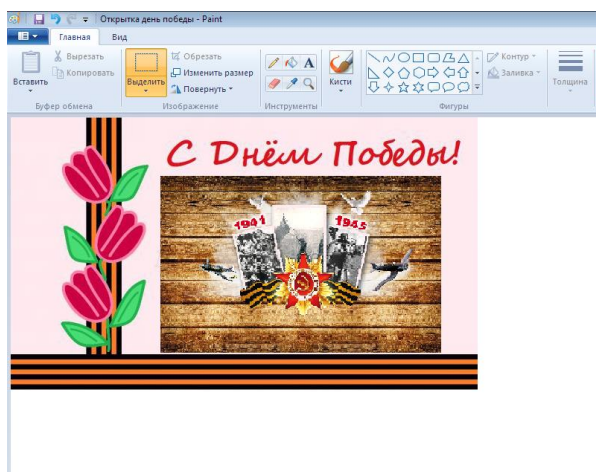 Открытка день победы - Paint
Главная Вид
Вставить
Вырезать
Копировать
Буфер обмена
Выделить
Обрезать
Изменить размер
Повернуть
Изображение
A
Инструменты
Кисти
Фигуры
Контур
Заливка
Толщина
С Днём Победы!
1941 1945